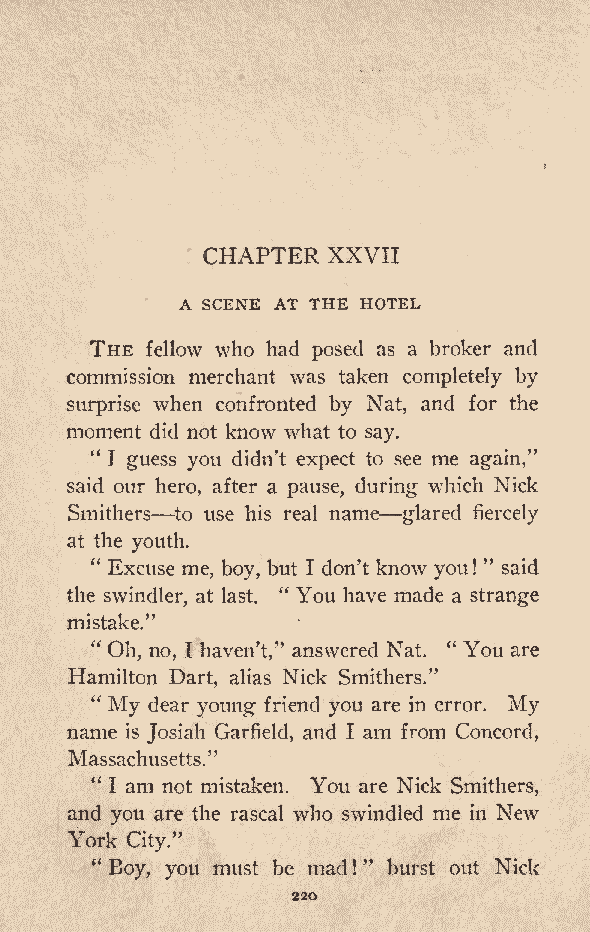 CHAPTER XXVII
A SCENE AT THE HOTEL
THE fellow who had posed as a broker and
commission merchant was taken completely by
surprise when confronted by Nat, and for the
moment did not know what to say.
“I guess you didn’t expect to see me again,”
said our hero, after a pause, during which Nick
Smithers—to use his real name—glared fiercely
at the youth.
“Excuse me, boy, but I don’t know you!” said
the swindler, at last. “You have made a strange
mistake.”
“Oh, no, I haven’t,” answered Nat. “You are
Hamilton Dart, alias Nick Smithers.”
“My dear young friend you are in error. My
name is Josiah Garfield, and I am from Concord,
Massachusetts.”
“I am not mistaken. You are Nick Smithers,
and you are the rascal who swindled me in New
York City.”
“Boy, you must be mad!” burst out Nick
220